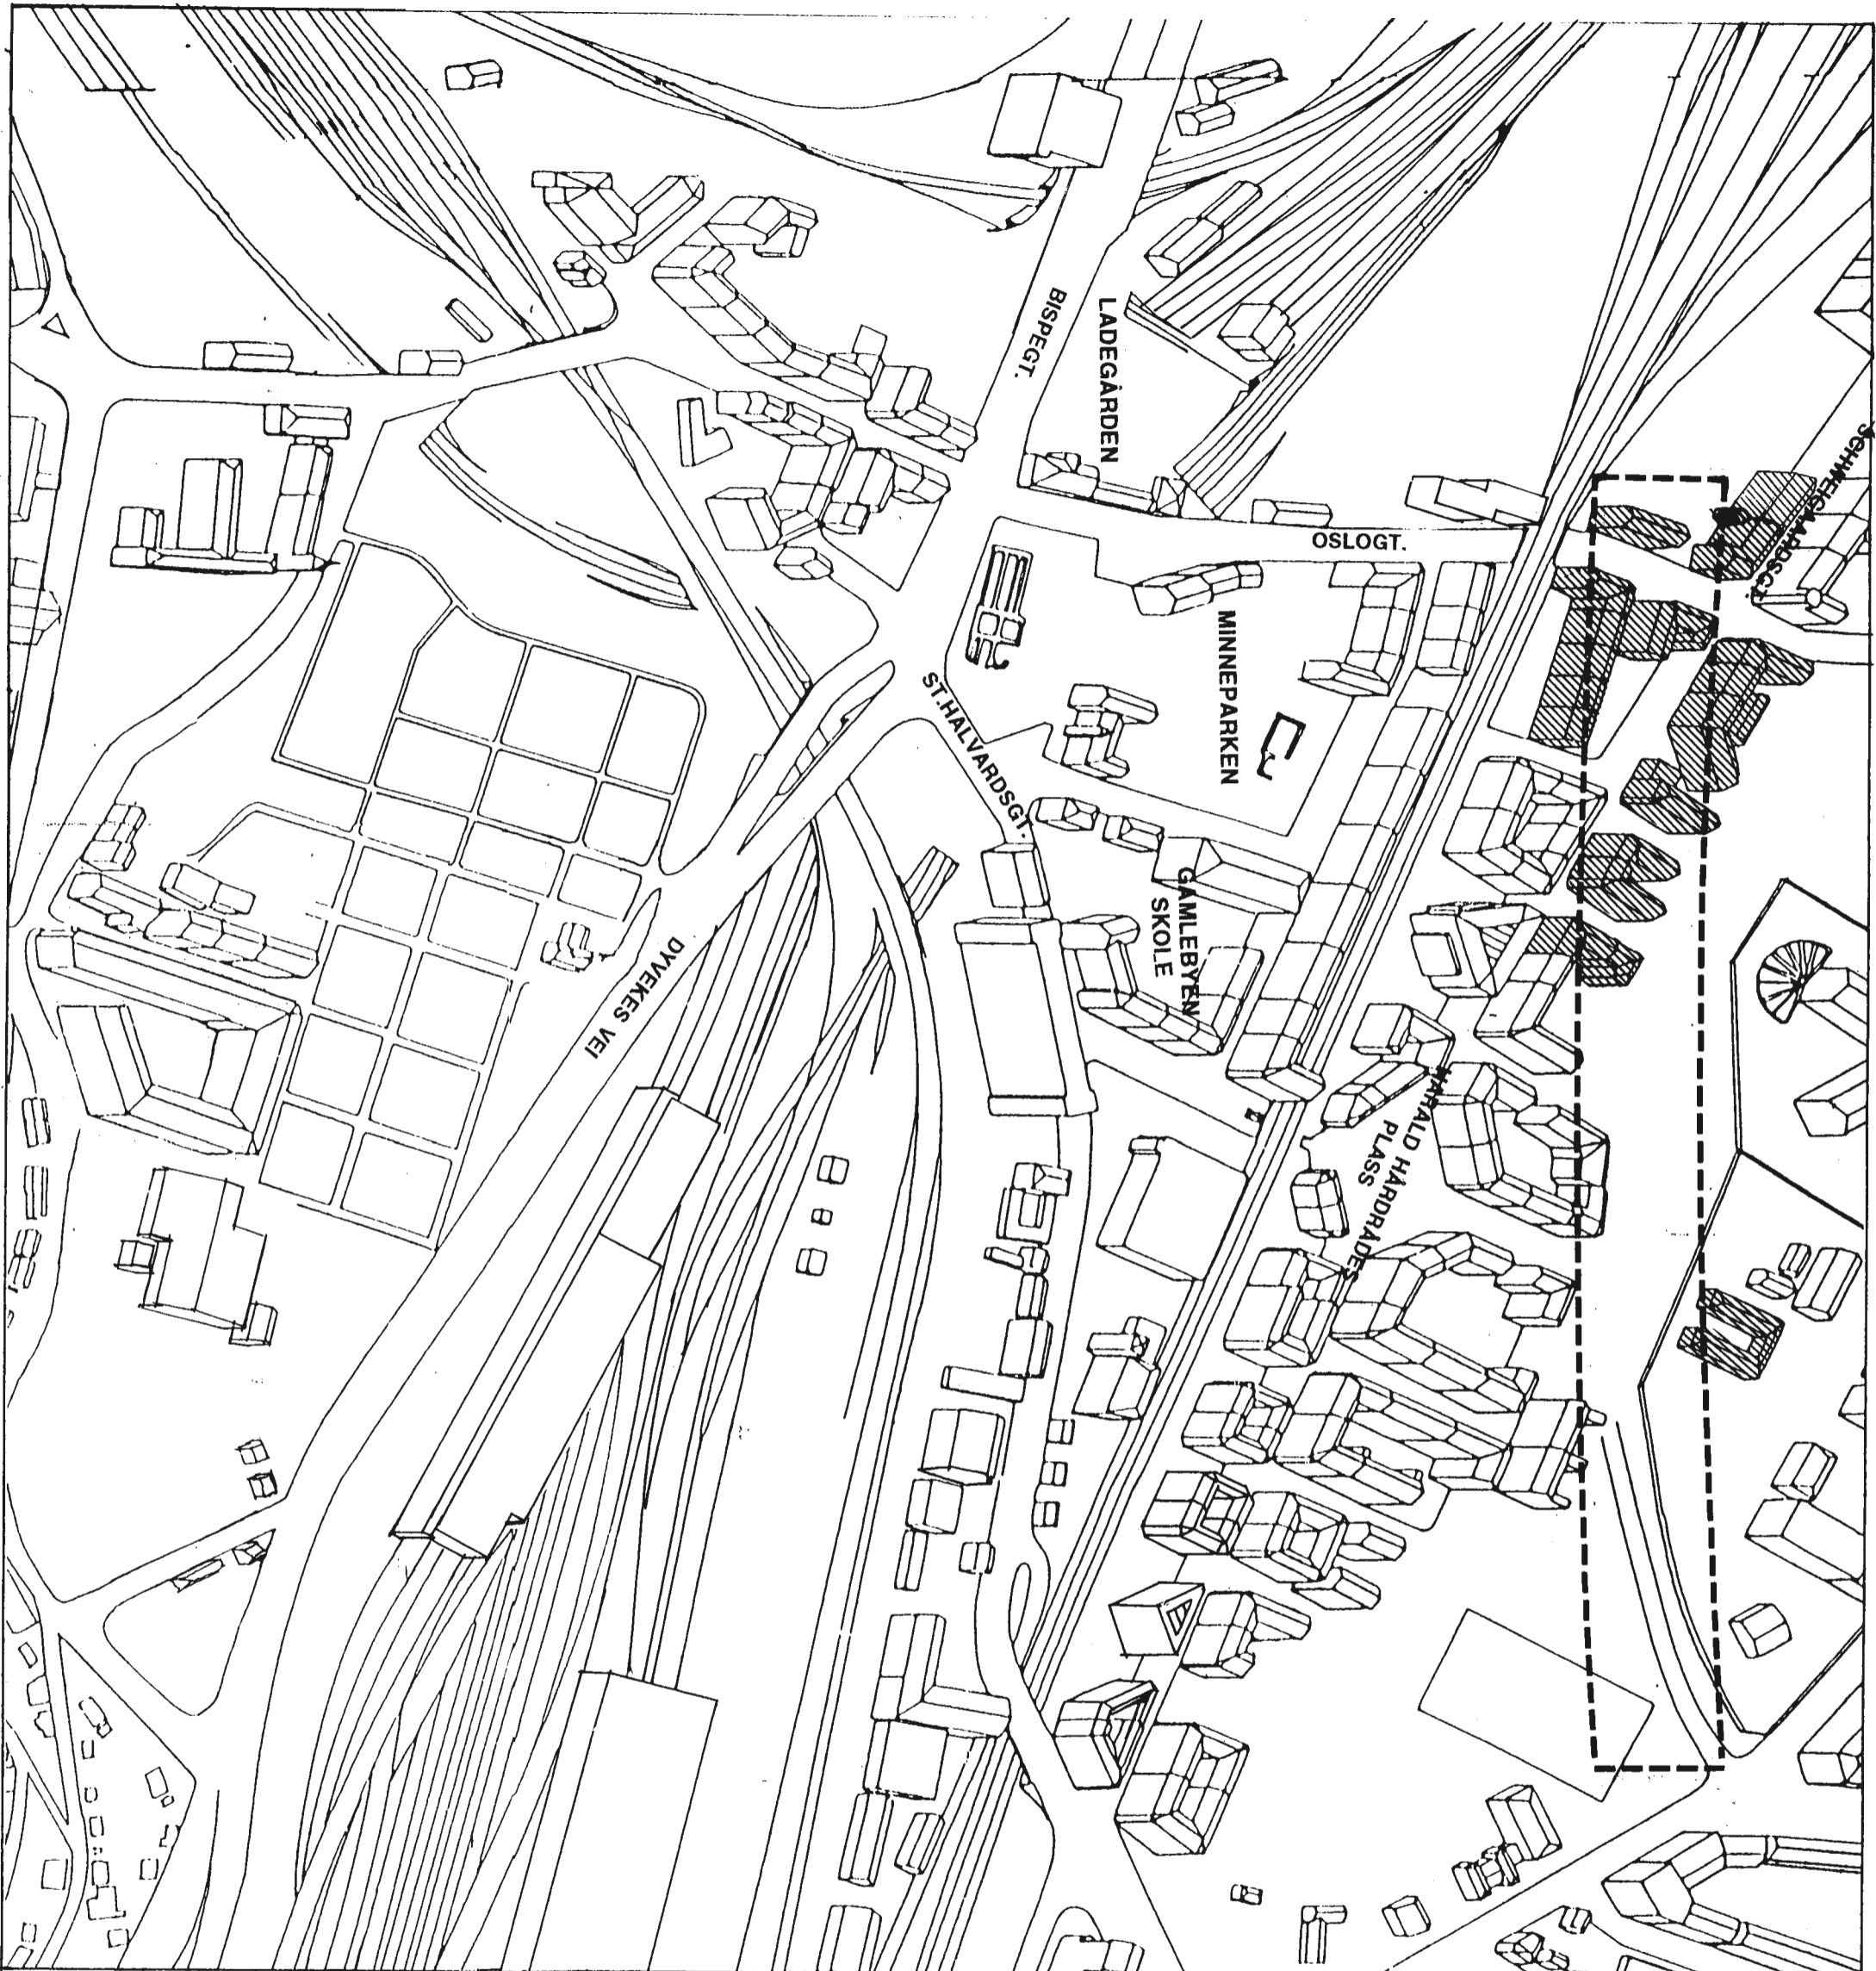 BISPEGT.
LADEGÅRDEN
SCHWEIGAARDSGT.
OSLOGT.
MINNEPARKEN
ST.HALVARDSGT.
GAMLEBYEN
SKOLE
DYVEKES VEI
HARALD HÅRDRÅDES
PLASS